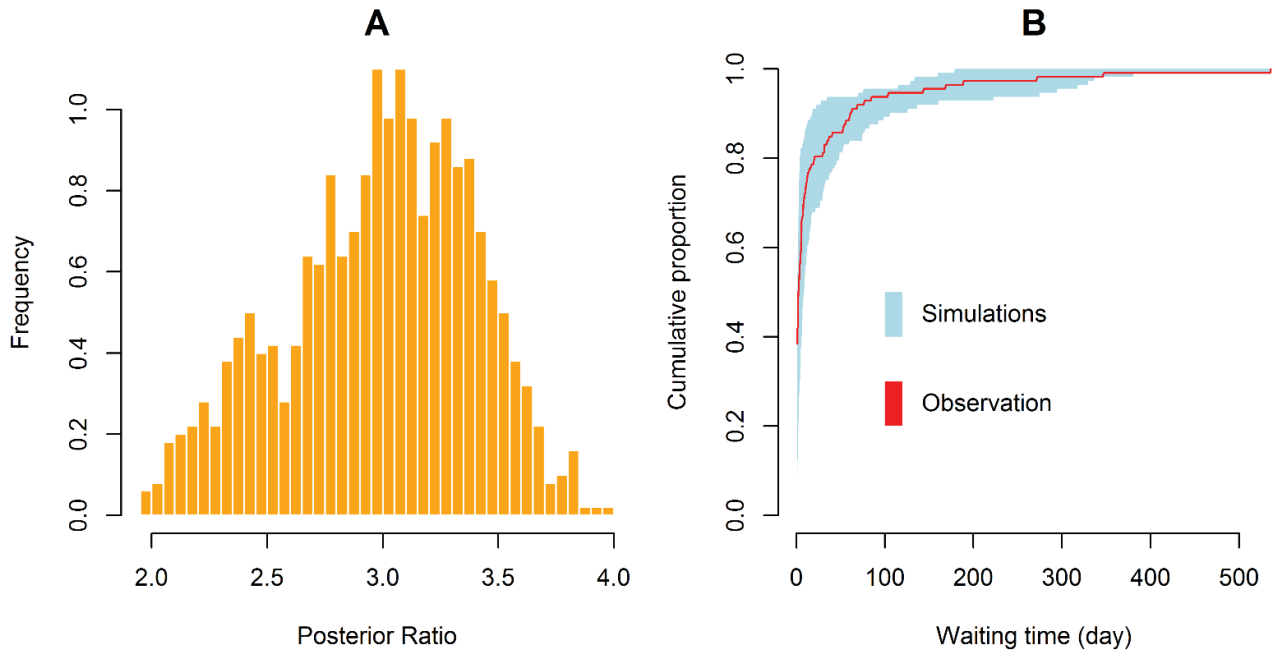 A
Frequency
0.0
0.2
0.4
0.6
0.8
1.0
2.0
2.5
3.0
3.5
4.0
Posterior Ratio
B
Cumulative proportion
0.0
0.2
0.4
0.6
0.8
1.0
Simulations
Observation
0
100
200
300
400
500
Waiting time (day)